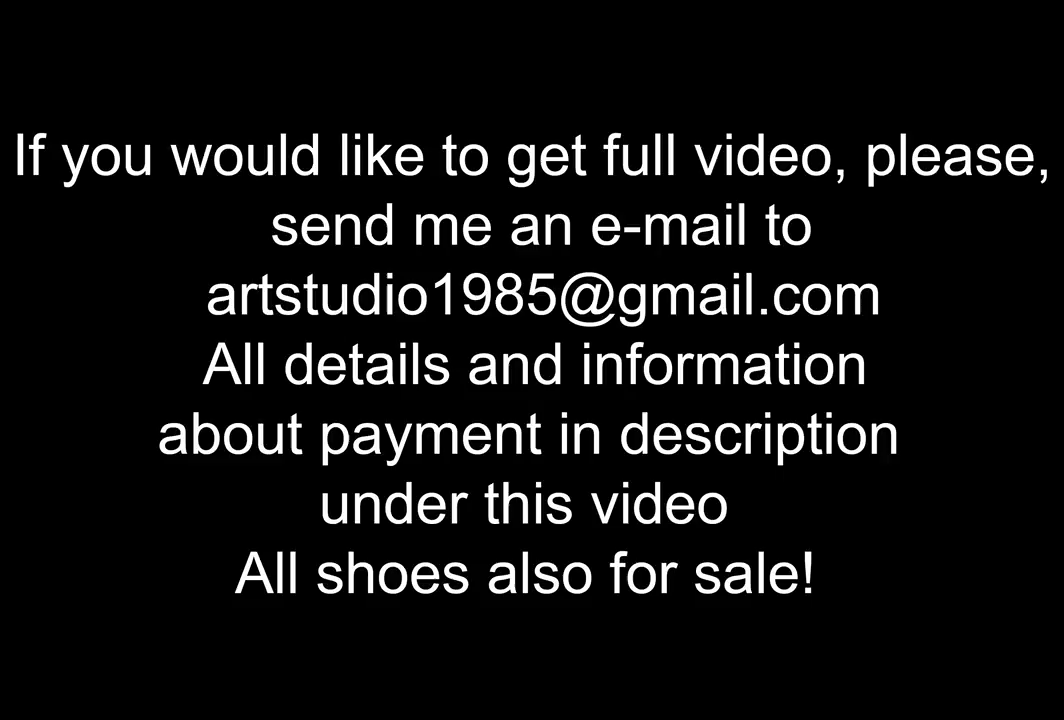 If you would like to get full video, please,
send me an e-mail to
artstudio1985@gmail.com
All details and information
about payment in description
under this video
All shoes also for sale!